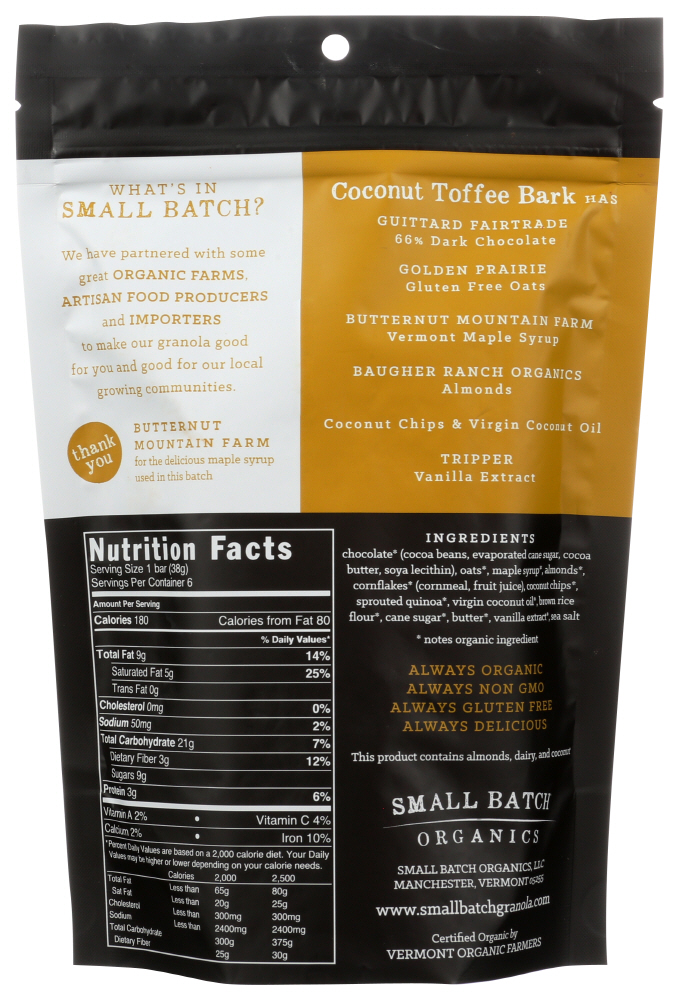 WHAT'S IN
SMALL BATCH?
We have partnered with some
great ORGANIC FARMS,
ARTISAN FOOD PRODUCERS
and IMPORTERS
to make our granola good
for you and good for our local
growing communities.
thank
you
BUTTERNUT
MOUNTAIN FARM
for the delicious maple syrup
used in this batch
Coconut Toffee Bark HAS
GUITTARD FAIRTRADE
66% Dark Chocolate
GOLDEN PRAIRIE
Gluten Free Oats
BUTTERNUT MOUNTAIN FARM
Vermont Maple Syrup
BAUGHER RANCH ORGANICS
Almonds
Coconut Chips & Virgin Coconut Oil
TRIPPER
Vanilla Extract
Nutrition Facts
Serving Size 1 bar (38g)
Servings Per Container 6
Amount Per Serving
Calories 180 Calories from Fat 80
% Daily Values*
Total Fat 9g 14%
Saturated Fat 5g 25%
Trans Fat 0g
Cholesterol 0mg 0%
Sodium 50mg 2%
Total Carbohydrate 21g 7%
Dietary Fiber 3g 12%
Sugars 9g
Protein 3g 6%
Vitamin A 2% • Vitamin C 4%
Calcium 2% • Iron 10%
*Percent Daily Values are based on a 2,000 calorie diet. Your Daily
Values may be higher or lower depending on your calorie needs.
Calories 2,000 2,500
Total Fat Less than 65g 80g
Sat Fat Less than 20g 25g
Cholesterol Less than 300mg 300mg
Sodium Less than 2400mg 2400mg
Total Carbohydrate 300g 375g
Dietary Fiber 25g 30g
INGREDIENTS
chocolate* (cocoa beans, evaporated cane sugar, cocoa
butter, soya lecithin), oats*, maple syrup*, almonds*,
cornflakes* (cornmeal, fruit juice), coconut chips*,
sprouted quinoa*, virgin coconut oil*, brown rice
flour*, cane sugar*, butter*, vanilla extract*, sea salt
* notes organic ingredient
ALWAYS ORGANIC
ALWAYS NON GMO
ALWAYS GLUTEN FREE
ALWAYS DELICIOUS
This product contains almonds, dairy, and coconut
SMALL BATCH
ORGANICS
SMALL BATCH ORGANICS, LLC
MANCHESTER, VERMONT 05255
www.smallbatchgranola.com
Certified Organic by
VERMONT ORGANIC FARMERS